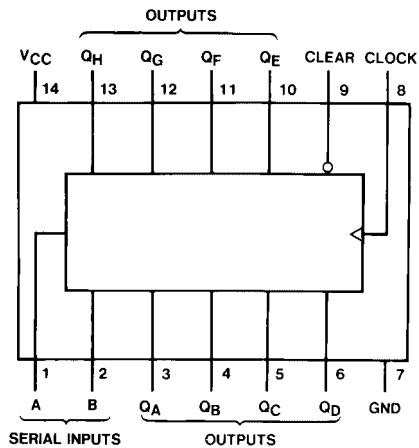 OUTPUTS
VCC QH QG QF QE CLEAR CLOCK
14 13 12 11 10 9 8
1 2 3 4 5 6 7
A B QA QB QC QD GND
SERIAL INPUTS OUTPUTS